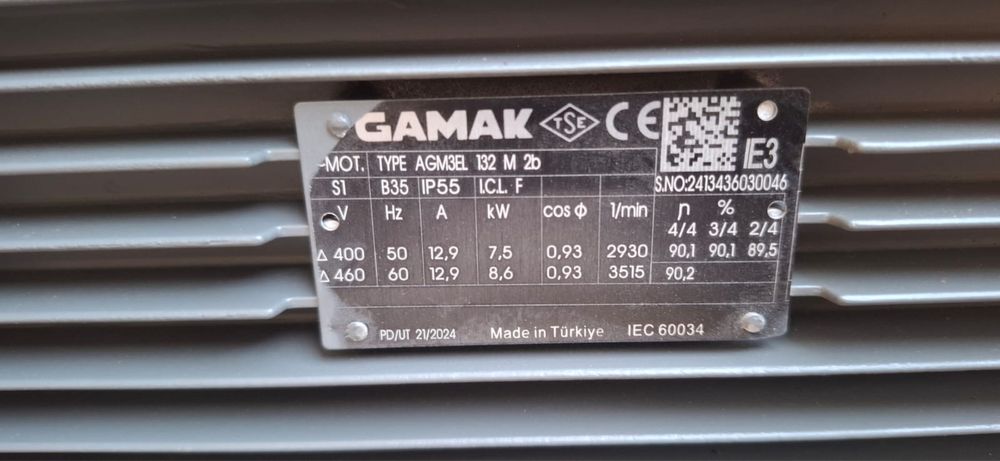 GAMAK TSE CE
IE3
~MOT. TYPE AGM3EL 132 M 2b
S1 B35 IP55 I.CL. F S.NO:2413436030046
V Hz A kW cos Φ 1/min η %
4/4 3/4 2/4
Δ 400 50 12,9 7,5 0,93 2930 90,1 90,1 89,5
Δ 460 60 12,9 8,6 0,93 3515 90,2
PD/UT 21/2024 Made in Türkiye IEC 60034